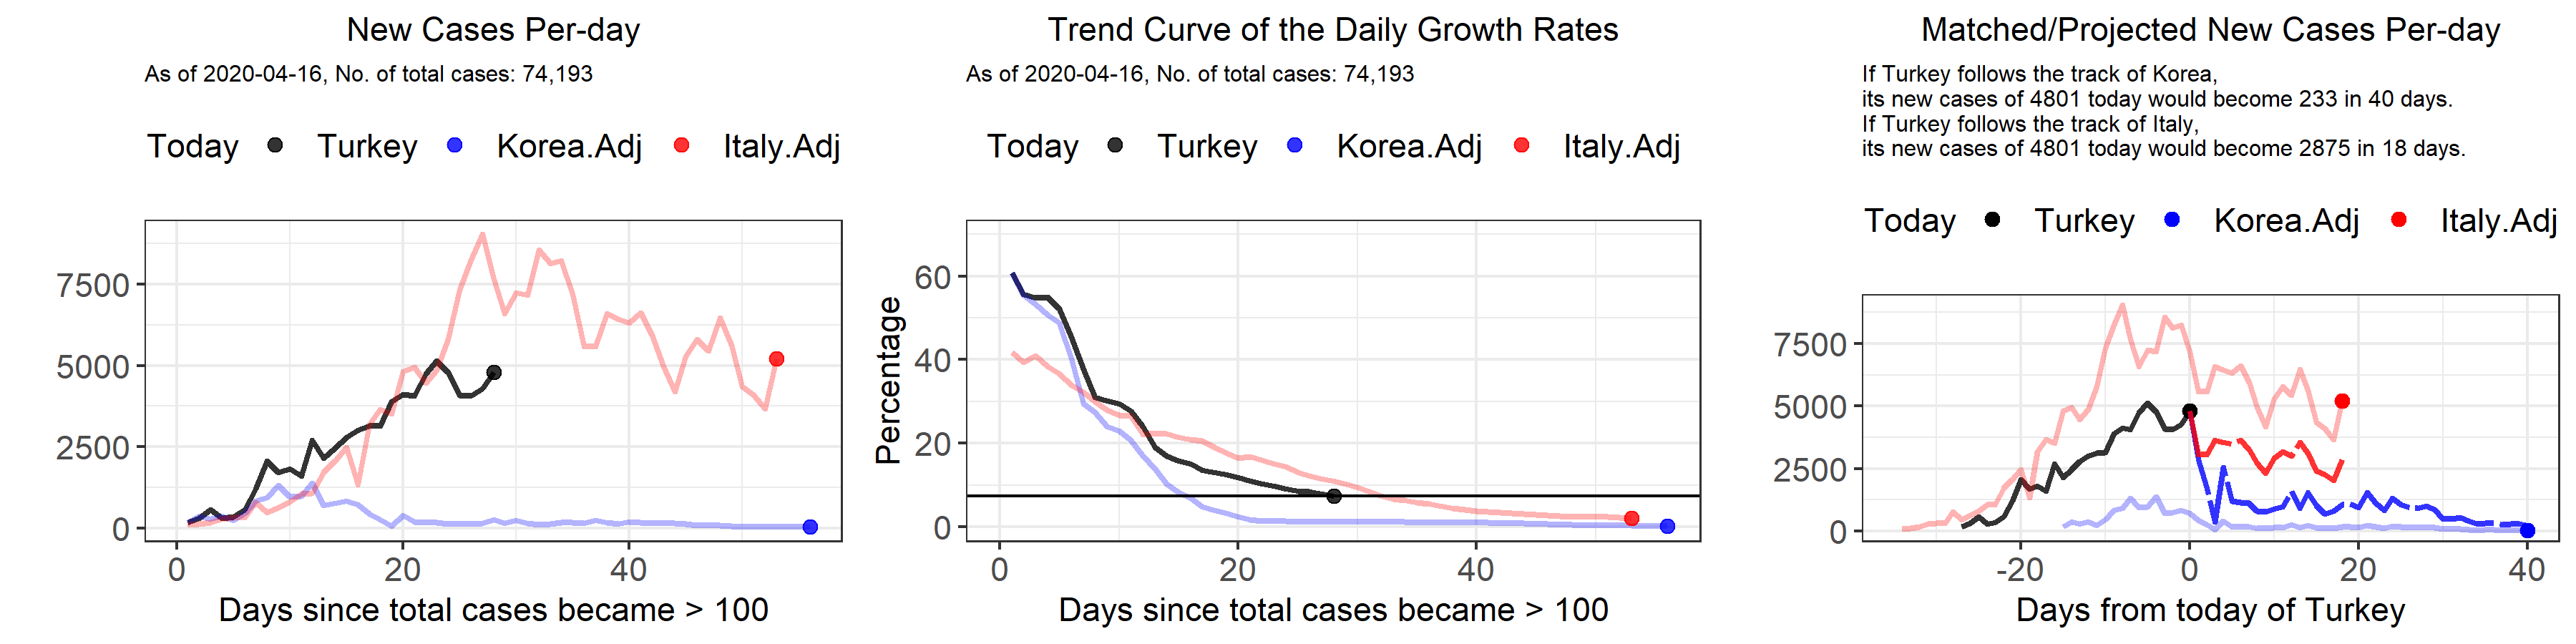 New Cases Per-day
As of 2020-04-16, No. of total cases: 74,193
Today Turkey Korea.Adj Italy.Adj
7500
5000
2500
0
0 20 40
Days since total cases became > 100
Trend Curve of the Daily Growth Rates
As of 2020-04-16, No. of total cases: 74,193
Today Turkey Korea.Adj Italy.Adj
Percentage
60
40
20
0
0 20 40
Days since total cases became > 100
Matched/Projected New Cases Per-day
If Turkey follows the track of Korea,
its new cases of 4801 today would become 233 in 40 days.
If Turkey follows the track of Italy,
its new cases of 4801 today would become 2875 in 18 days.
Today Turkey Korea.Adj Italy.Adj
7500
5000
2500
0
-20 0 20 40
Days from today of Turkey